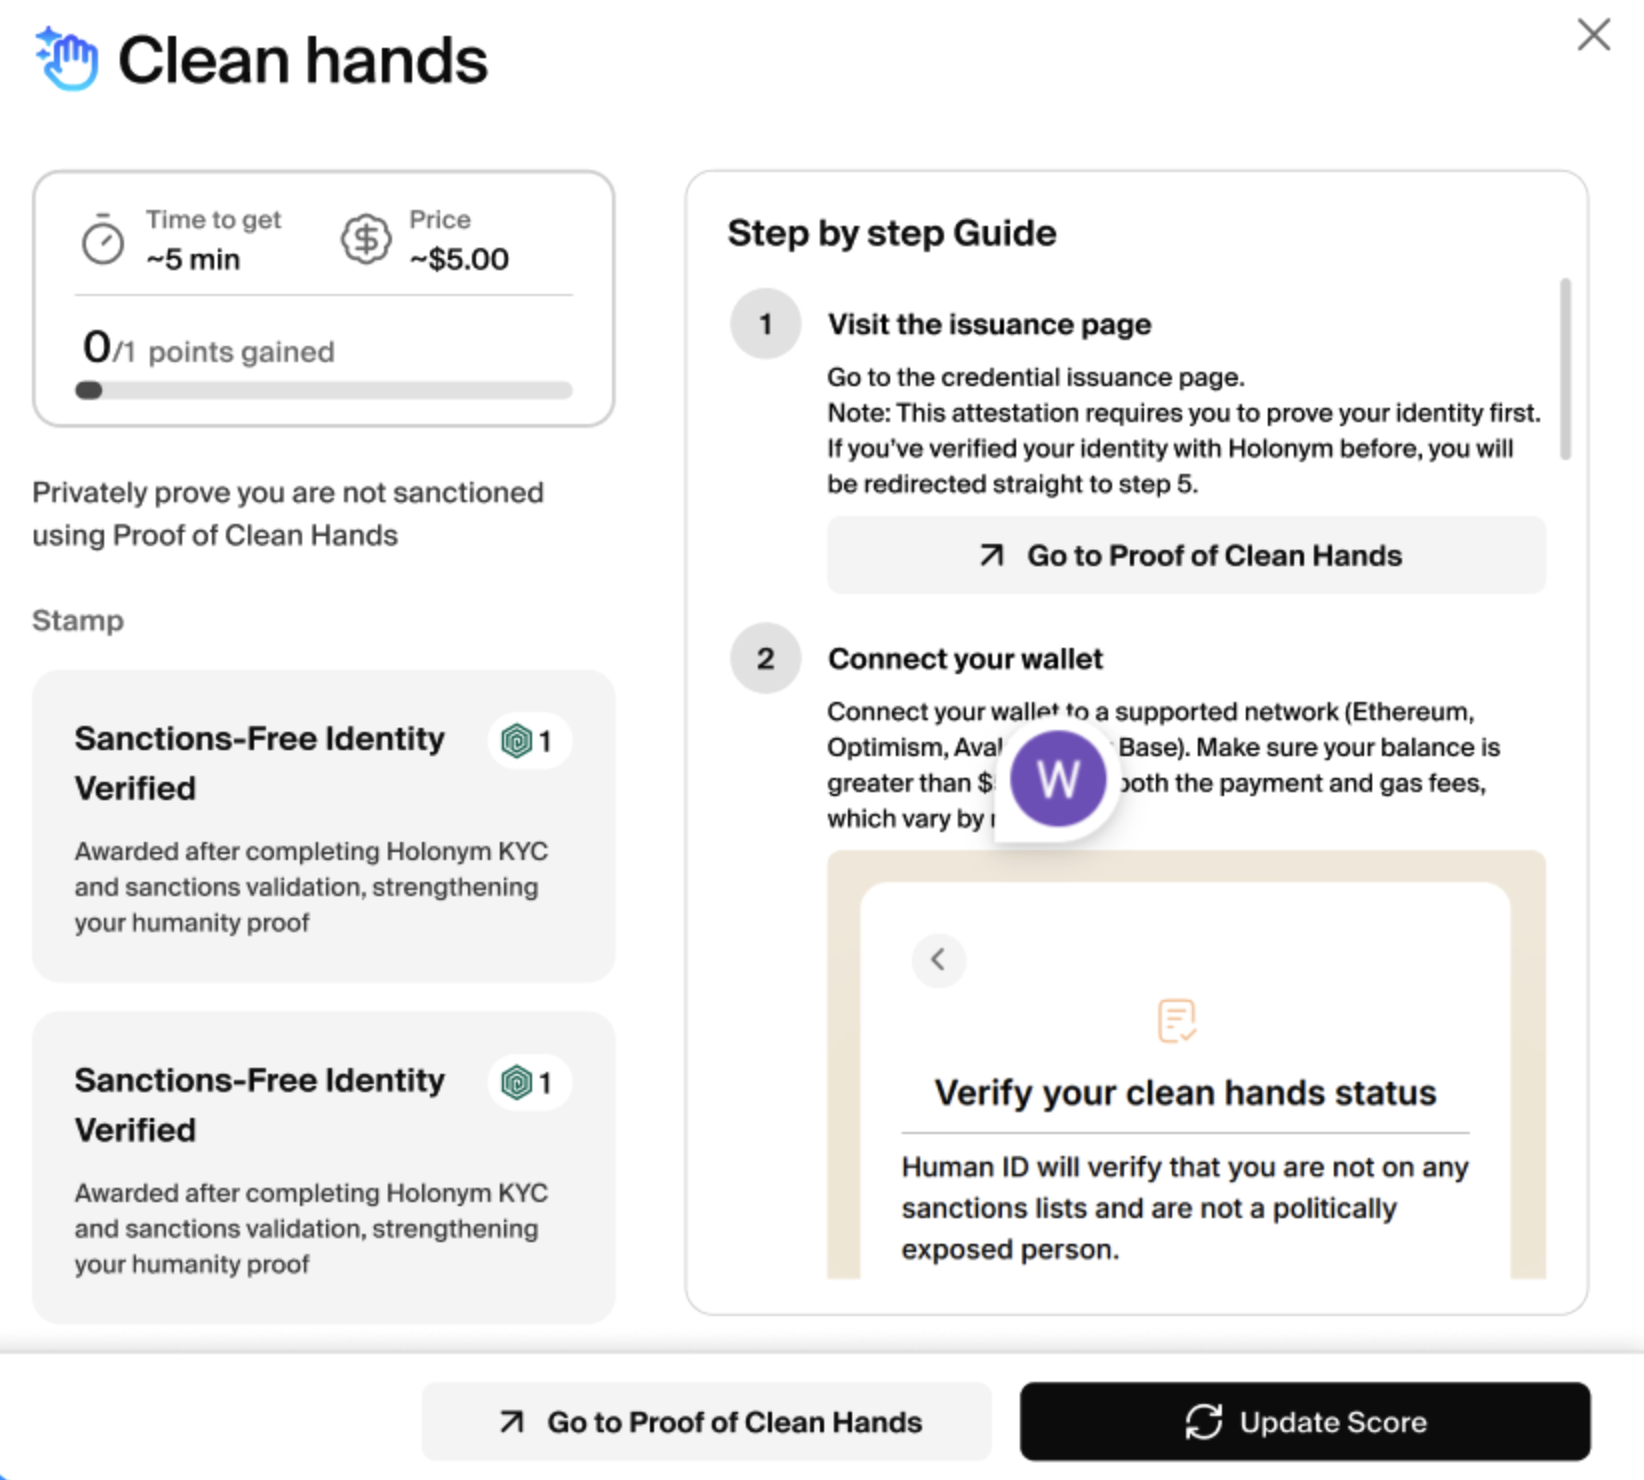 Clean hands
Time to get
~5 min
Price
~$5.00
0/1 points gained
Privately prove you are not sanctioned
using Proof of Clean Hands
Stamp
Sanctions-Free Identity
Verified
1
Awarded after completing Holonym KYC
and sanctions validation, strengthening
your humanity proof
Sanctions-Free Identity
Verified
1
Awarded after completing Holonym KYC
and sanctions validation, strengthening
your humanity proof
Step by step Guide
1
Visit the issuance page
Go to the credential issuance page.
Note: This attestation requires you to prove your identity first.
If you've verified your identity with Holonym before, you will
be redirected straight to step 5.
Go to Proof of Clean Hands
2
Connect your wallet
Connect your wallet to a supported network (Ethereum,
Optimism, Base). Make sure your balance is
greater than both the payment and gas fees,
which vary by
W
Verify your clean hands status
Human ID will verify that you are not on any
sanctions lists and are not a politically
exposed person.
Go to Proof of Clean Hands
Update Score